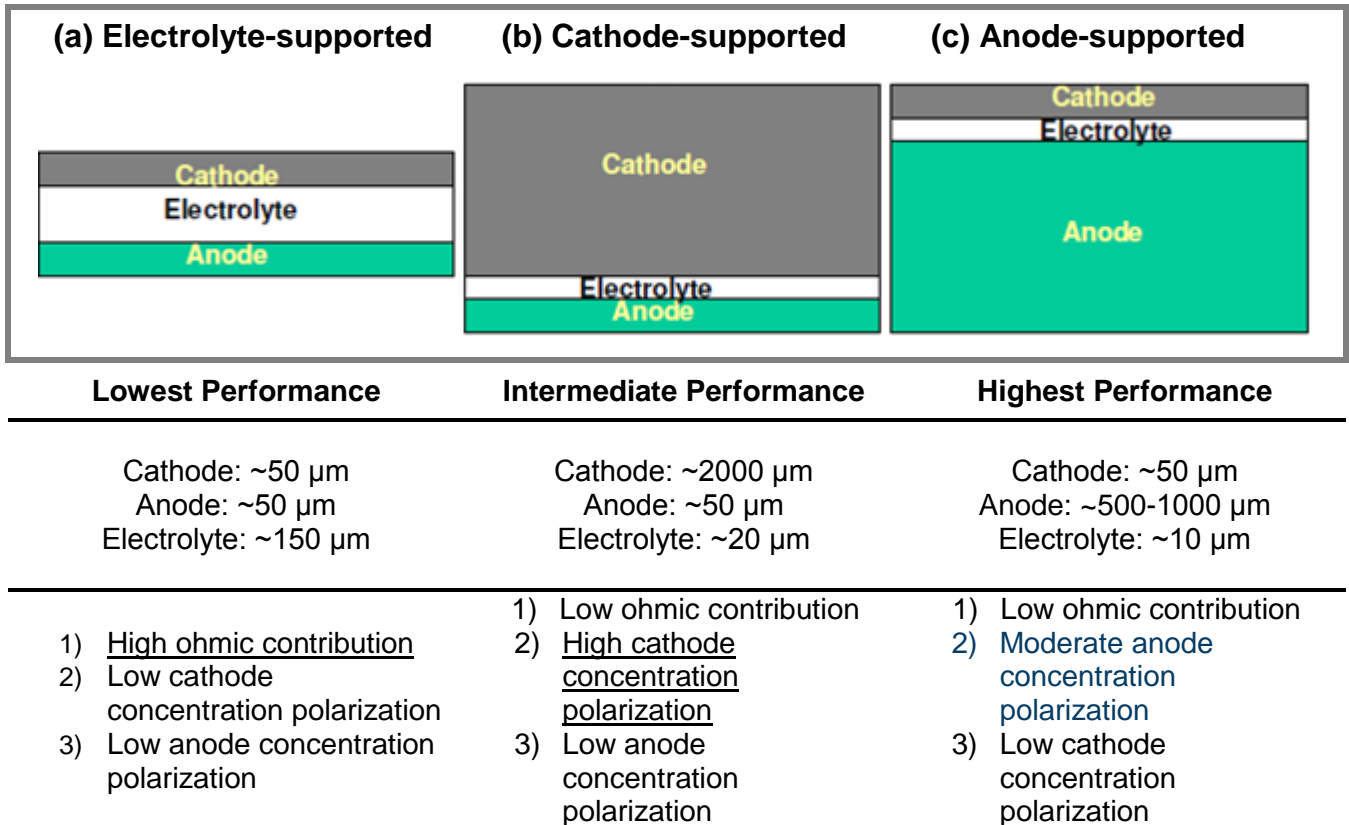 (a) Electrolyte-supported
(b) Cathode-supported
(c) Anode-supported
Cathode
Electrolyte
Anode
Cathode
Electrolyte
Anode
Cathode
Electrolyte
Anode
Lowest Performance
Intermediate Performance
Highest Performance
Cathode: ~50 µm
Anode: ~50 µm
Electrolyte: ~150 µm
Cathode: ~2000 µm
Anode: ~50 µm
Electrolyte: ~20 µm
Cathode: ~50 µm
Anode: ~500-1000 µm
Electrolyte: ~10 µm
1) High ohmic contribution
2) Low cathode
concentration polarization
3) Low anode concentration
polarization
1) Low ohmic contribution
2) High cathode
concentration
polarization
3) Low anode
concentration
polarization
1) Low ohmic contribution
2) Moderate anode
concentration
polarization
3) Low cathode
concentration
polarization